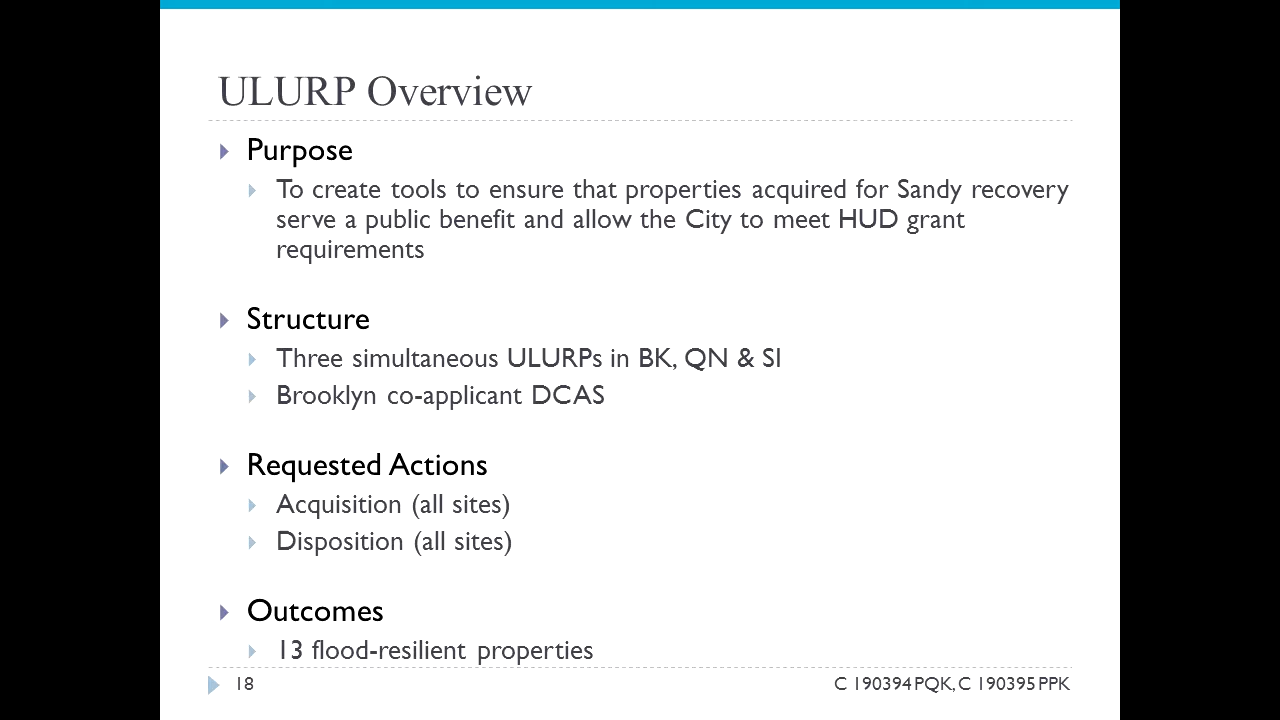 ULURP Overview
Purpose
To create tools to ensure that properties acquired for Sandy recovery
serve a public benefit and allow the City to meet HUD grant
requirements
Structure
Three simultaneous ULURPs in BK, QN & SI
Brooklyn co-applicant DCAS
Requested Actions
Acquisition (all sites)
Disposition (all sites)
Outcomes
13 flood-resilient properties
18
C 190394 PQK, C 190395 PPK